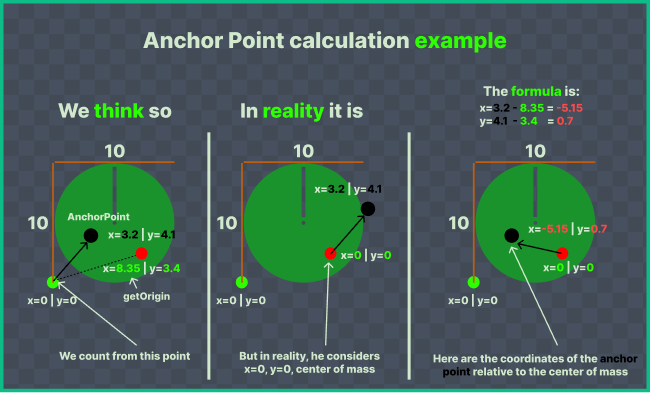 Anchor Point calculation example
We think so
In reality it is
The formula is:
x=3.2 - 8.35 = -5.15
y=4.1 - 3.4 = 0.7
10
10
AnchorPoint
x=3.2 | y=4.1
x=8.35 | y=3.4
x=0 | y=0
getOrigin
We count from this point
10
10
x=3.2 | y=4.1
x=0 | y=0
x=0 | y=0
But in reality, he considers
x=0, y=0, center of mass
10
10
x=-5.15 | y=0.7
x=0 | y=0
x=0 | y=0
Here are the coordinates of the anchor
point relative to the center of mass